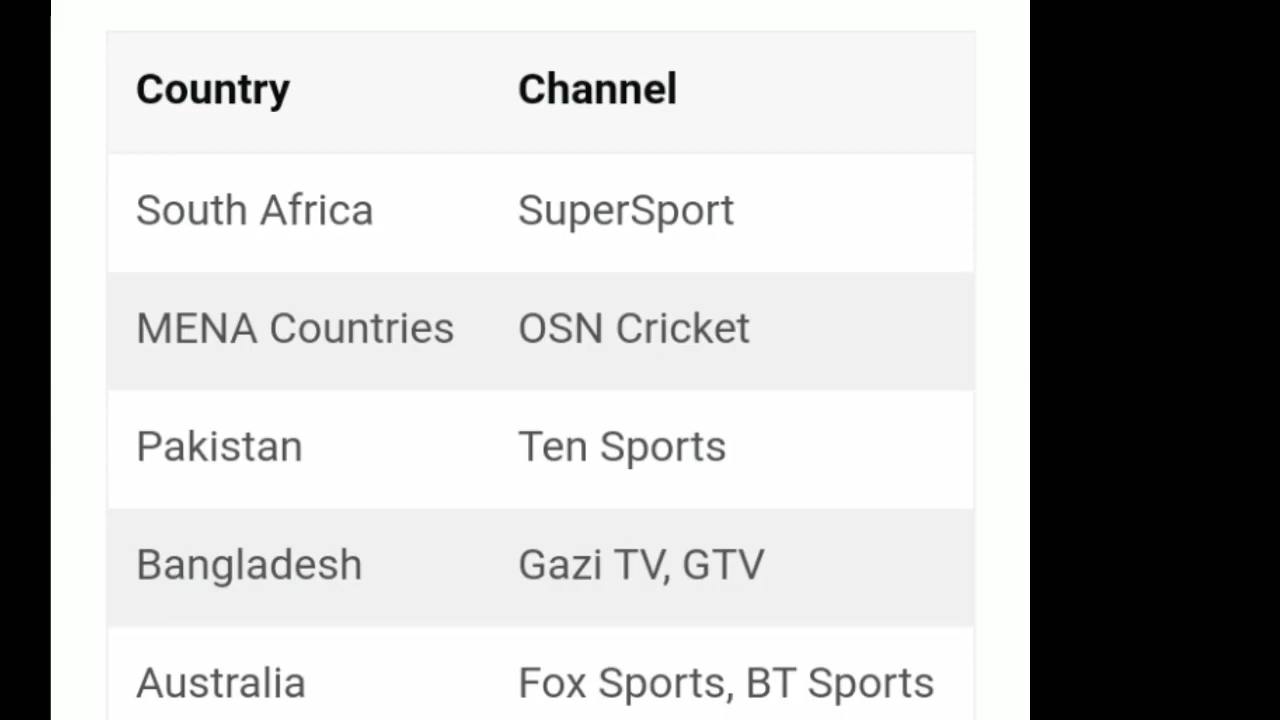 Country Channel
South Africa SuperSport
MENA Countries OSN Cricket
Pakistan Ten Sports
Bangladesh Gazi TV, GTV
Australia Fox Sports, BT Sports